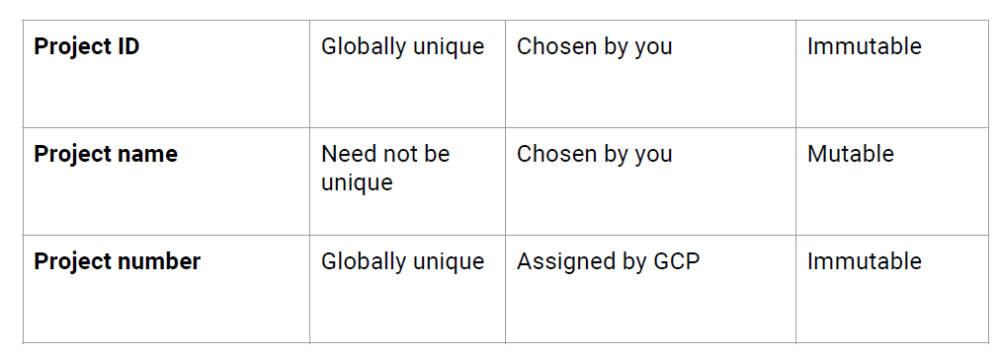 Project ID
Globally unique
Chosen by you
Immutable
Project name
Need not be
unique
Chosen by you
Mutable
Project number
Globally unique
Assigned by GCP
Immutable